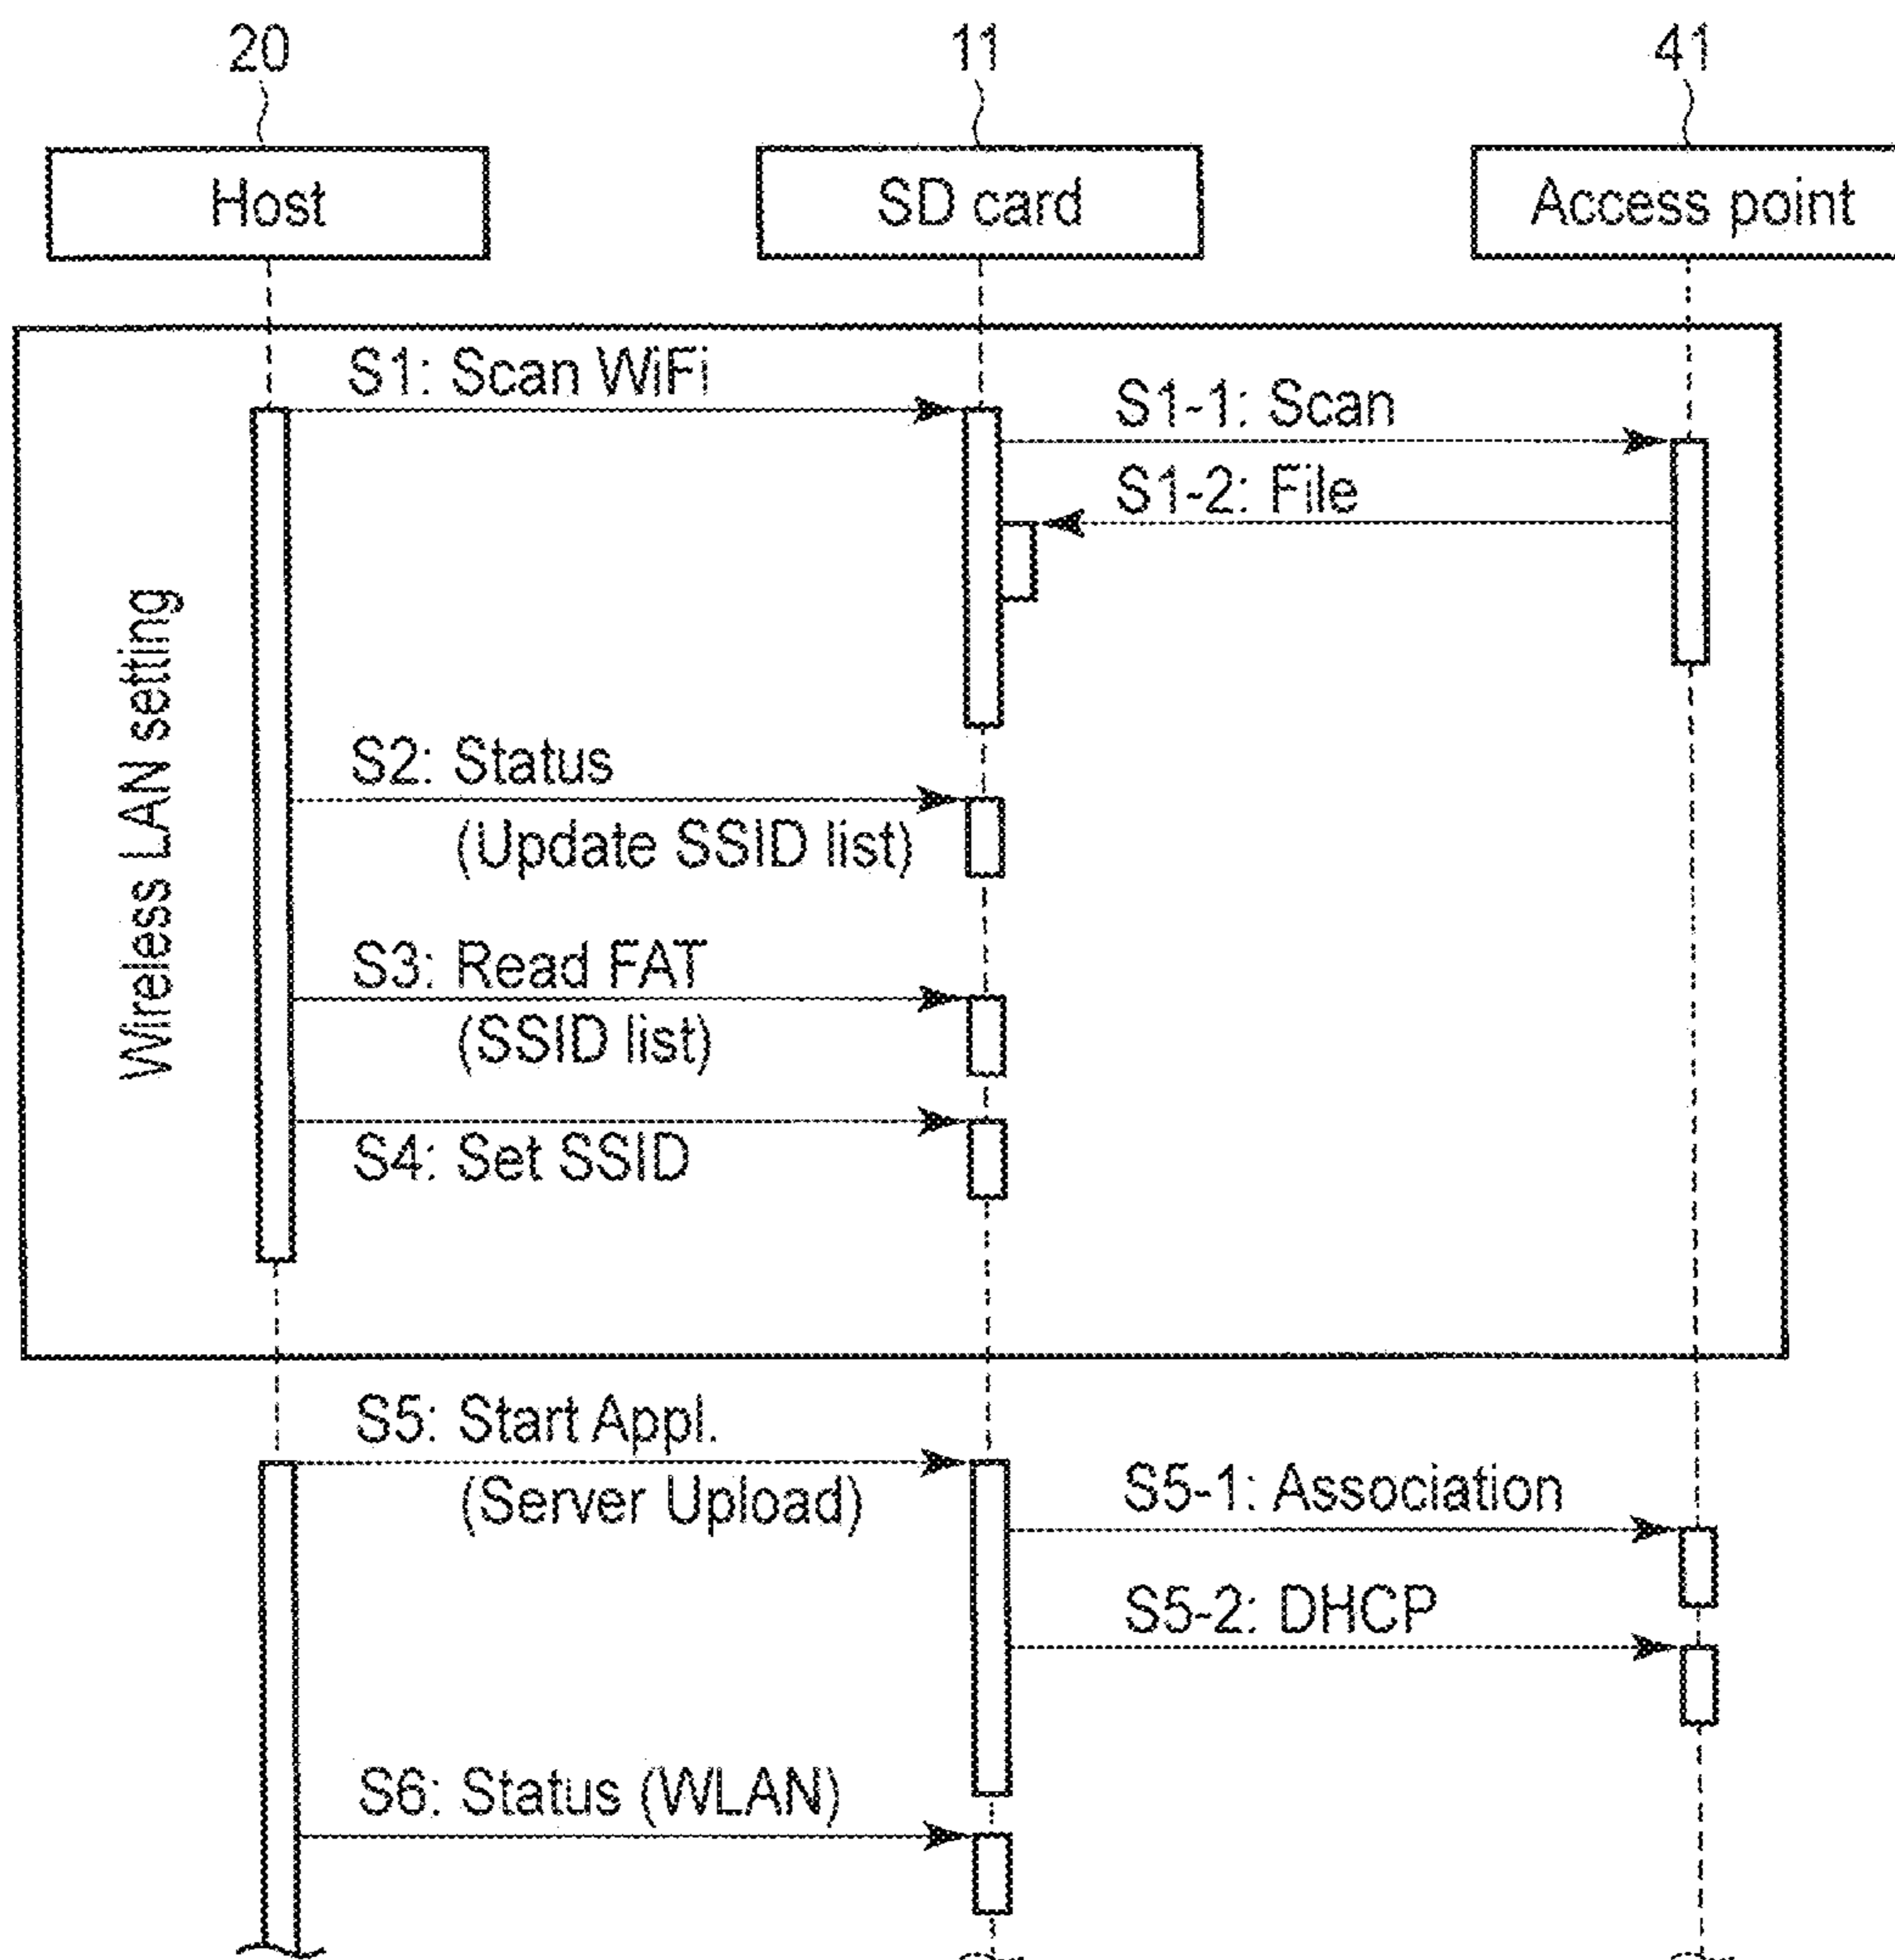 20
11
41
Host
SD card
Access point
S1: Scan WiFi
S1-1: Scan
S1-2: File
Wireless LAN setting
S2: Status
(Update SSID list)
S3: Read FAT
(SSID list)
S4: Set SSID
S5: Start Appl.
(Server Upload)
S5-1: Association
S5-2: DHCP
S6: Status (WLAN)